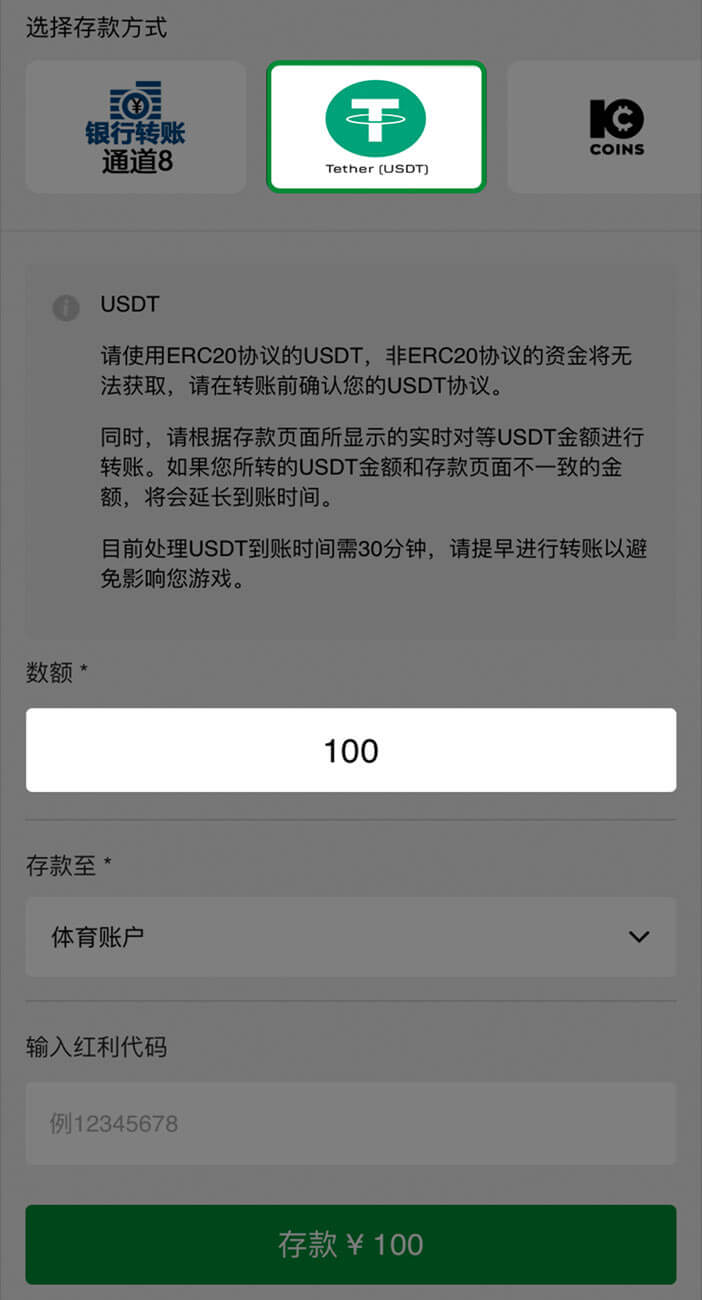 选择存款方式
银行转账
通道8
Tether (USDT)
COINS
USDT
请使用ERC20协议的USDT，非ERC20协议的资金将无
法获取，请在转账前确认您的USDT协议。
同时，请根据存款页面所显示的实时对等USDT金额进行
转账。如果您所转的USDT金额和存款页面不一致的金
额，将会延长到账时间。
目前处理USDT到账时间需30分钟，请提早进行转账以避
免影响您游戏。
数额 *
100
存款至 *
体育账户
输入红利代码
例12345678
存款 ¥ 100